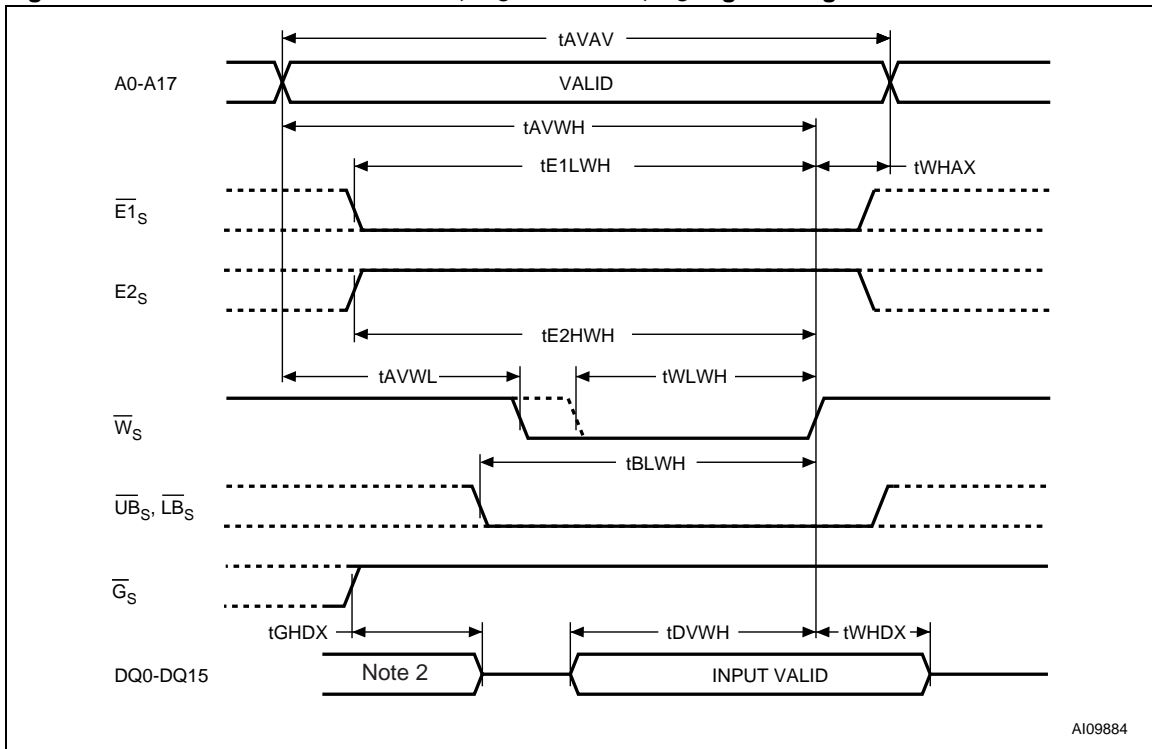 tAVAV
A0-A17
VALID
tAVWH
tE1LWH
tWHAX
E1S
E2S
tE2HWH
tAVWL
tWLWH
WS
tBLWH
UBS, LBS
GS
tGHDX
tDVWH
tWHDX
DQ0-DQ15
Note 2
INPUT VALID
AI09884